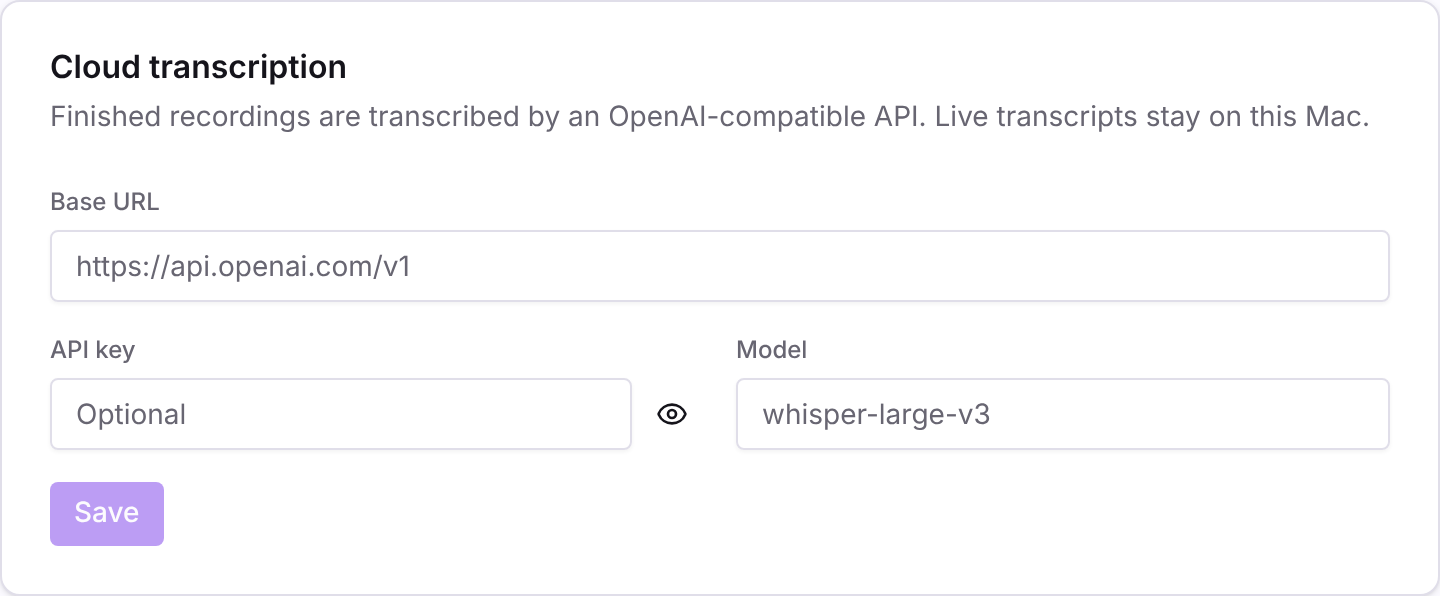 Cloud transcription
Finished recordings are transcribed by an OpenAI-compatible API. Live transcripts stay on this Mac.
Base URL
https://api.openai.com/v1
API key
Model
Optional
whisper-large-v3
Save